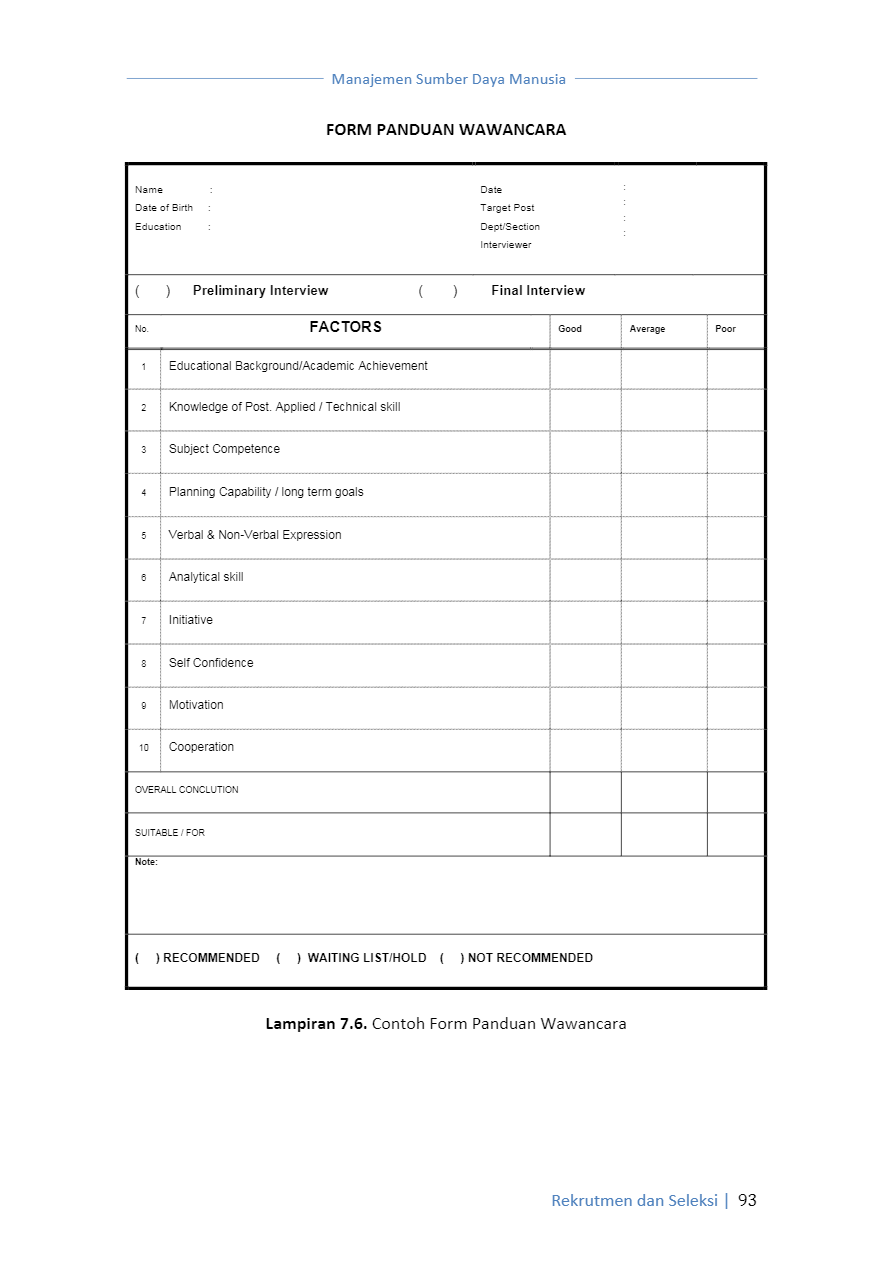 Manajemen Sumber Daya Manusia
FORM PANDUAN WAWANCARA
Name : Date :
Date of Birth : Target Post :
Education : Dept/Section :
Interviewer :
( ) Preliminary Interview ( ) Final Interview
No. FACTORS Good Average Poor
1 Educational Background/Academic Achievement
2 Knowledge of Post. Applied / Technical skill
3 Subject Competence
4 Planning Capability / long term goals
5 Verbal & Non-Verbal Expression
6 Analytical skill
7 Initiative
8 Self Confidence
9 Motivation
10 Cooperation
OVERALL CONCLUTION
SUITABLE / FOR
Note:
( ) RECOMMENDED ( ) WAITING LIST/HOLD ( ) NOT RECOMMENDED
Lampiran 7.6. Contoh Form Panduan Wawancara
Rekrutmen dan Seleksi | 93